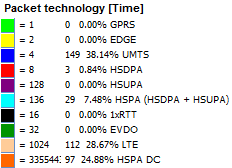 Packet technology [Time]
= 1 0 0.00% GPRS
= 2 0 0.00% EDGE
= 4 149 38.14% UMTS
= 8 3 0.84% HSDPA
= 128 0 0.00% HSUPA
= 136 29 7.48% HSPA (HSDPA + HSUPA)
= 16 0 0.00% 1xRTT
= 32 0 0.00% EVDO
= 1024 112 28.67% LTE
= 335544: 97 24.88% HSPA DC